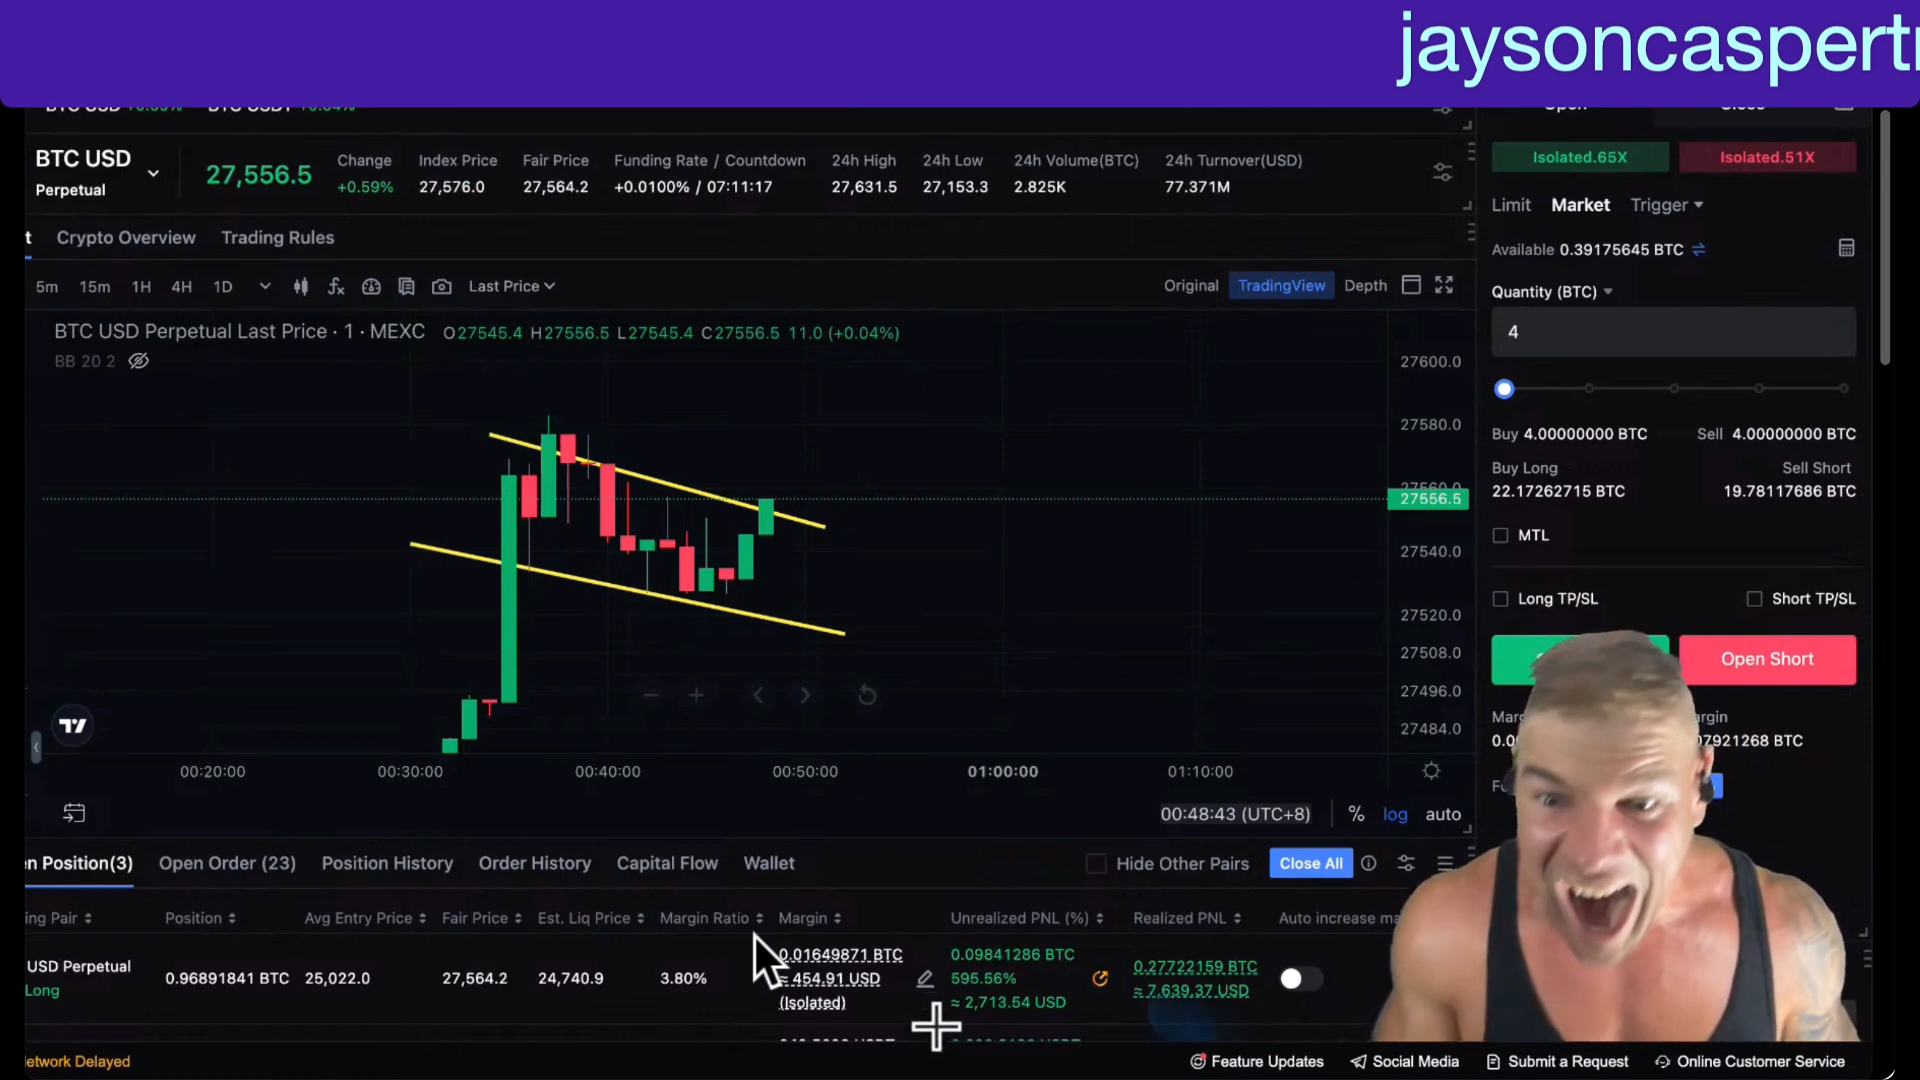 jaysoncaspert
BTC USD
Perpetual
27,556.5
Change
+0.59%
Index Price
27,576.0
Fair Price
27,564.2
Funding Rate / Countdown
+0.0100% / 07:11:17
24h High
27,631.5
24h Low
27,153.3
24h Volume(BTC)
2.825K
24h Turnover(USD)
77.371M
Isolated.65X Isolated.51X
Limit Market Trigger
Available 0.39175645 BTC
Quantity (BTC)
4
Buy 4.00000000 BTC Sell 4.00000000 BTC
Buy Long Sell Short
22.17262715 BTC 19.78117686 BTC
MTL
Long TP/SL Short TP/SL
Open Short
07921268 BTC
t Crypto Overview Trading Rules
5m 15m 1H 4H 1D Last Price Original TradingView Depth
BTC USD Perpetual Last Price · 1 · MEXC O27545.4 H27556.5 L27545.4 C27556.5 11.0 (+0.04%)
BB 20 2
27600.0
27580.0
27556.5
27540.0
27520.0
27508.0
27496.0
27484.0
00:20:00 00:30:00 00:40:00 00:50:00 01:00:00 01:10:00
00:48:43 (UTC+8) % log auto
n Position(3) Open Order (23) Position History Order History Capital Flow Wallet Hide Other Pairs Close All
ing Pair Position Avg Entry Price Fair Price Est. Liq Price Margin Ratio Margin Unrealized PNL (%) Realized PNL Auto increase ma
USD Perpetual
Long
0.96891841 BTC 25,022.0 27,564.2 24,740.9 3.80%
0.01649871 BTC
≈ 454.91 USD
(Isolated)
0.09841286 BTC
595.56%
≈ 2,713.54 USD
0.27722159 BTC
≈ 7,639.37 USD
etwork Delayed Feature Updates Social Media Submit a Request Online Customer Service